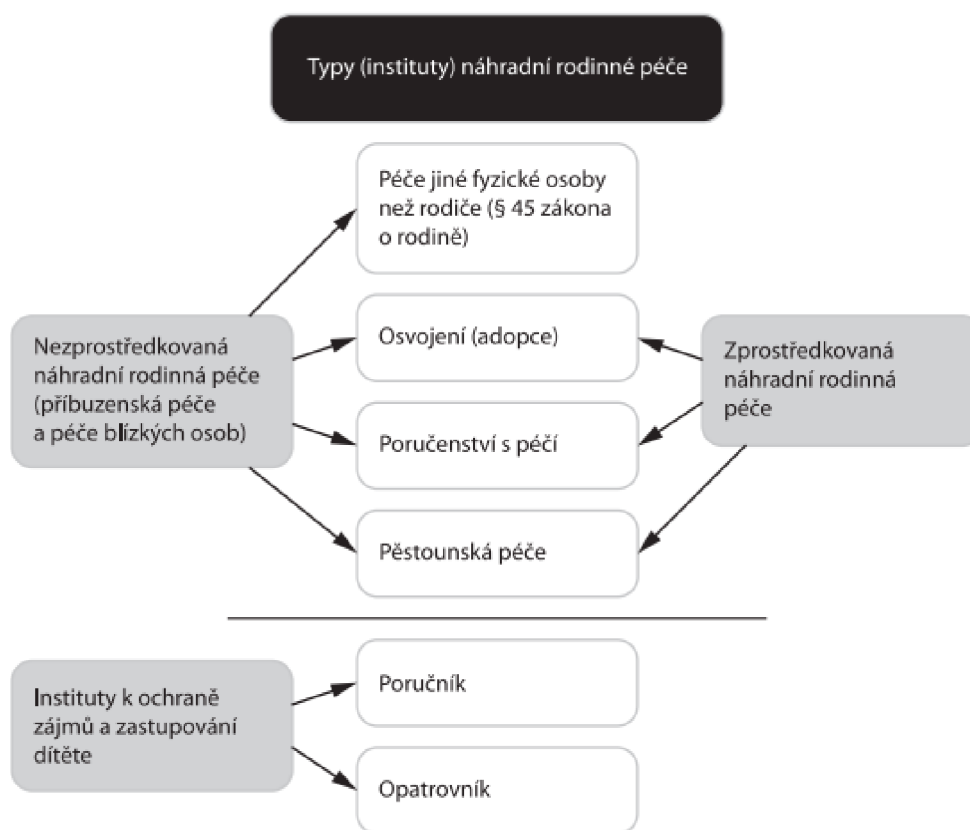 Typy (instituty) náhradní rodinné péče
Péče jiné fyzické osoby
než rodiče (§ 45 zákona
o rodině)
Nezprostředkovaná
náhradní rodinná péče
(příbuzenská péče
a péče blízkých osob)
Osvojení (adopce)
Poručenství s péčí
Pěstounská péče
Zprostředkovaná
náhradní rodinná
péče
Instituty k ochraně
zájmů a zastupování
dítěte
Poručník
Opatrovník